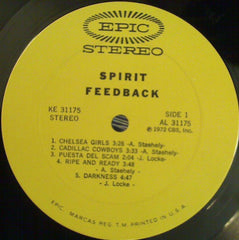 EPIC
STEREO
SPIRIT
FEEDBACK
KE 31175
STEREO
SIDE 1
AL 31175
℗ 1972 CBS, Inc.
1. CHELSEA GIRLS 3:26 -A. Staehely-
2. CADILLAC COWBOYS 3:33 -A. Staehely-
3. PUESTA DEL SCAM 2:04 -J. Locke-
4. RIPE AND READY 3:48 -
A. Staehely -
5. DARKNESS 4:47
- J. Locke -
EPIC, MARCAS REG. T.M. PRINTED IN U.S.A.